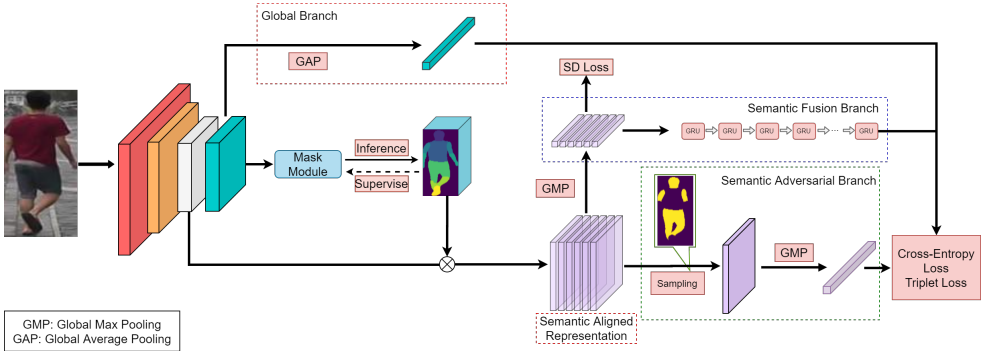 Global Branch
GAP
SD Loss
Semantic Fusion Branch
GRU GRU GRU GRU ... GRU
Mask
Module
Inference
Supervise
GMP
Semantic Adversarial Branch
GMP
Sampling
Cross-Entropy
Loss
Triplet Loss
Semantic Aligned
Representation
GMP: Global Max Pooling
GAP: Global Average Pooling